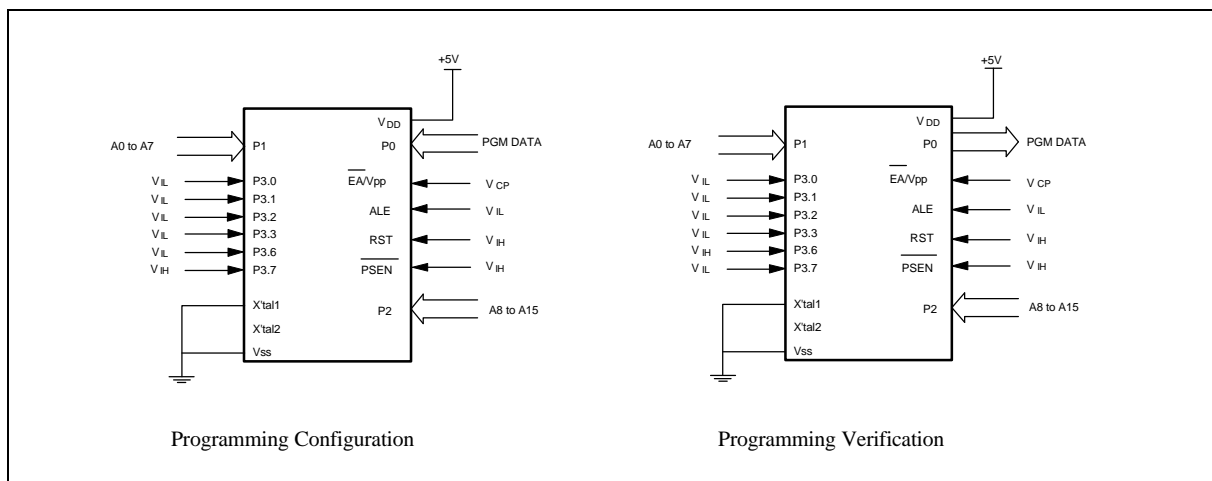 +5V
V DD
A0 to A7
P1
P0
PGM DATA
V IL
P3.0
EA/Vpp
V CP
V IL
P3.1
V IL
P3.2
ALE
V IL
V IL
P3.3
RST
V IH
V IL
P3.6
V IH
P3.7
PSEN
V IH
X'tal1
P2
A8 to A15
X'tal2
Vss
Programming Configuration
+5V
V DD
A0 to A7
P1
P0
PGM DATA
V IL
P3.0
EA/Vpp
V CP
V IL
P3.1
V IL
P3.2
ALE
V IL
V IL
P3.3
RST
V IH
V IH
P3.6
V IL
P3.7
PSEN
V IH
X'tal1
P2
A8 to A15
X'tal2
Vss
Programming Verification